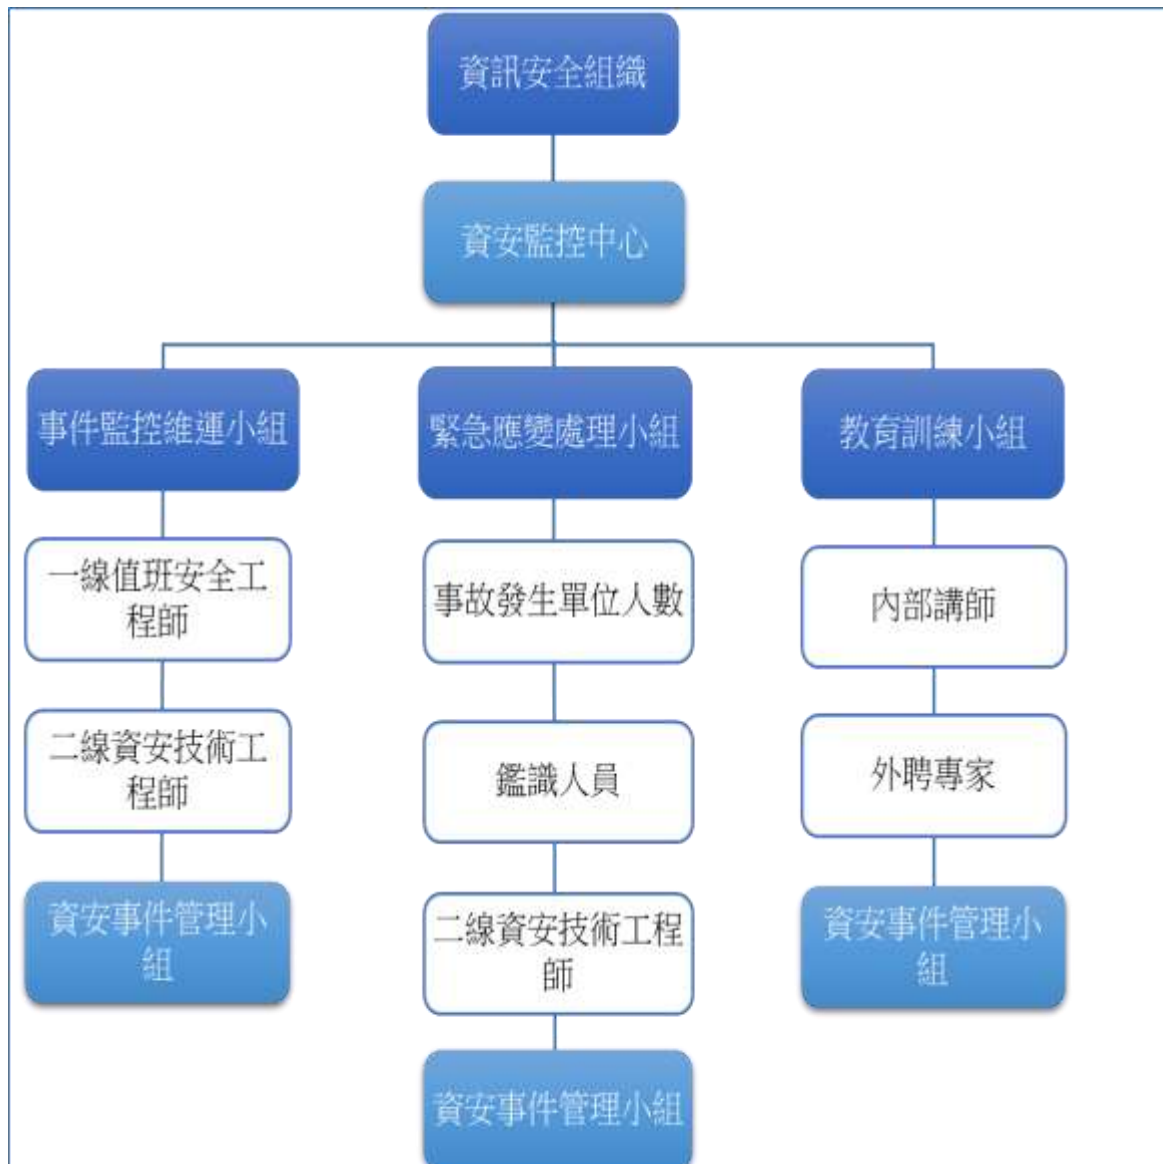 資訊安全組織
資安監控中心
事件監控維運小組
一線值班安全工
程師
二線資安技術工
程師
資安事件管理小
組
緊急應變處理小組
事故發生單位人數
鑑識人員
二線資安技術工程
師
資安事件管理小組
教育訓練小組
內部講師
外聘專家
資安事件管理小
組